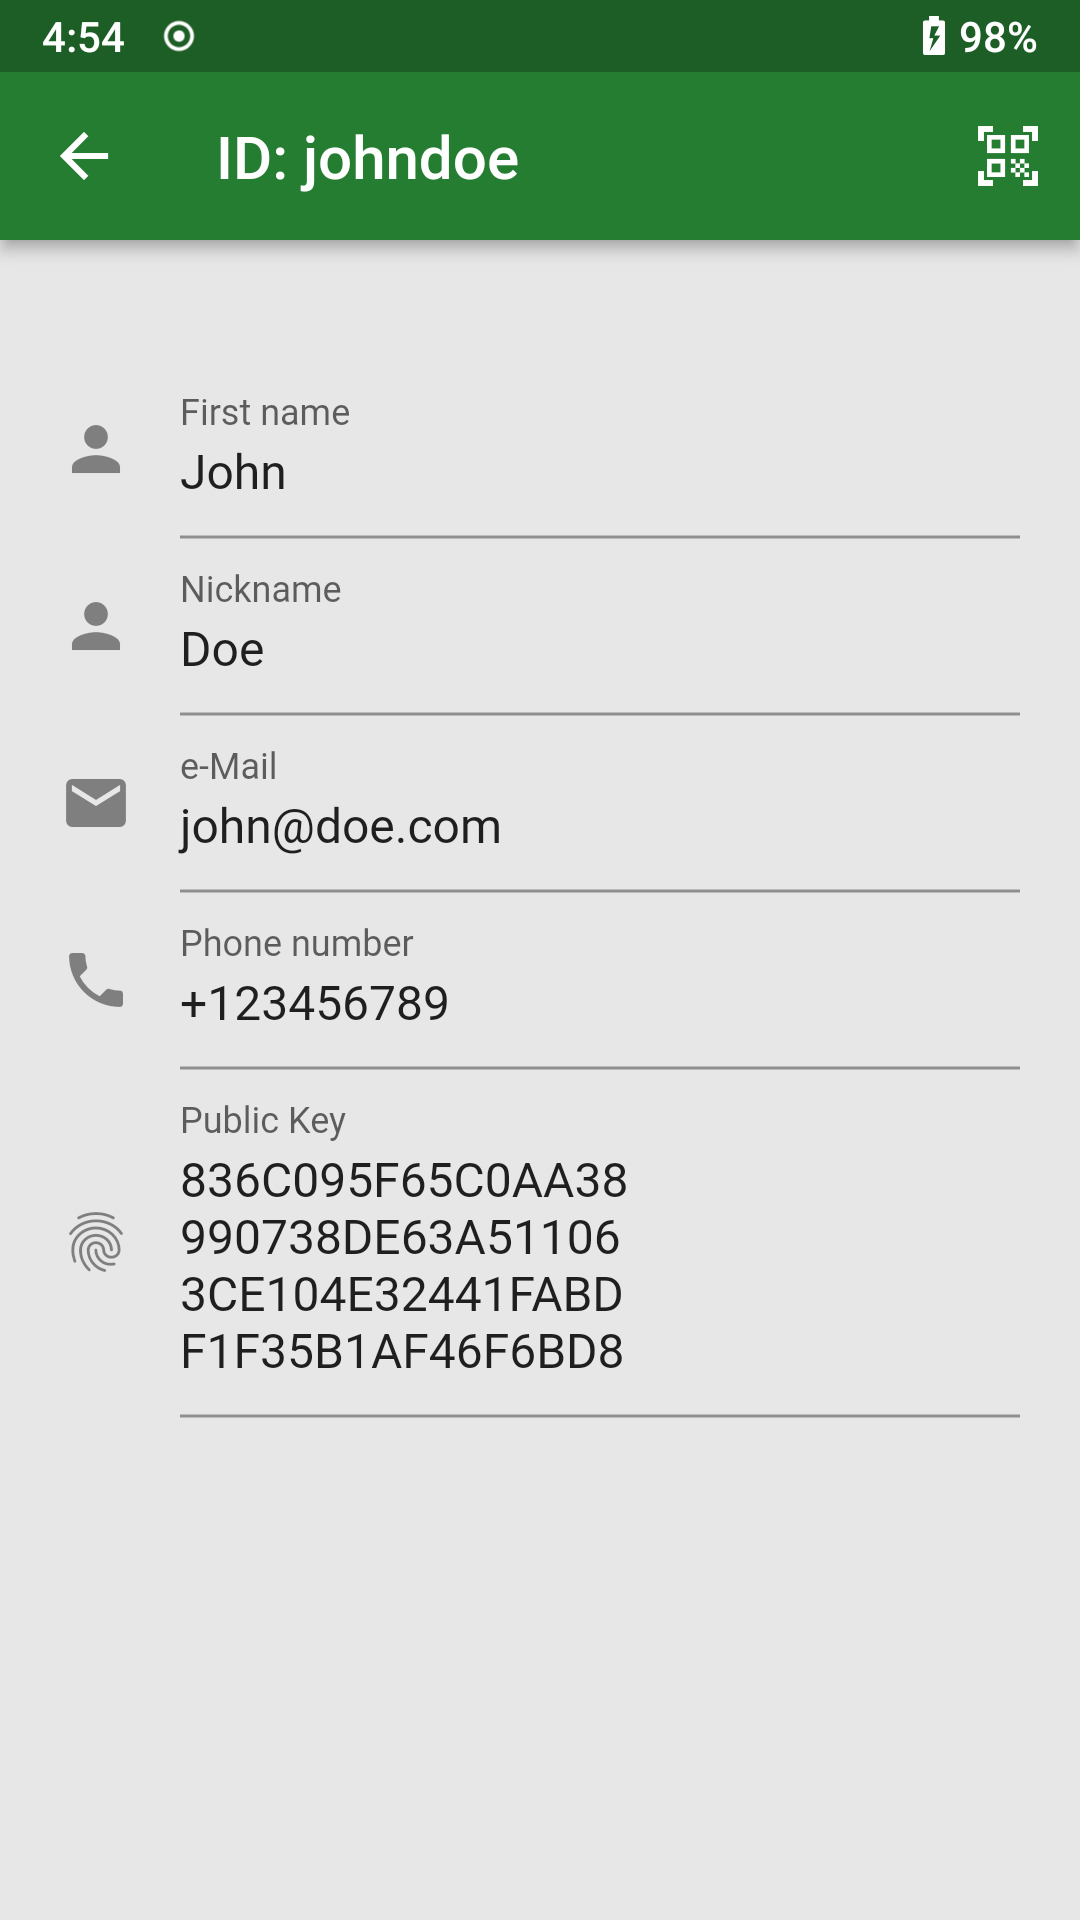 4:54
98%
ID: johndoe
First name
John
Nickname
Doe
e-Mail
john@doe.com
Phone number
+123456789
Public Key
836C095F65C0AA38
990738DE63A51106
3CE104E32441FABD
F1F35B1AF46F6BD8